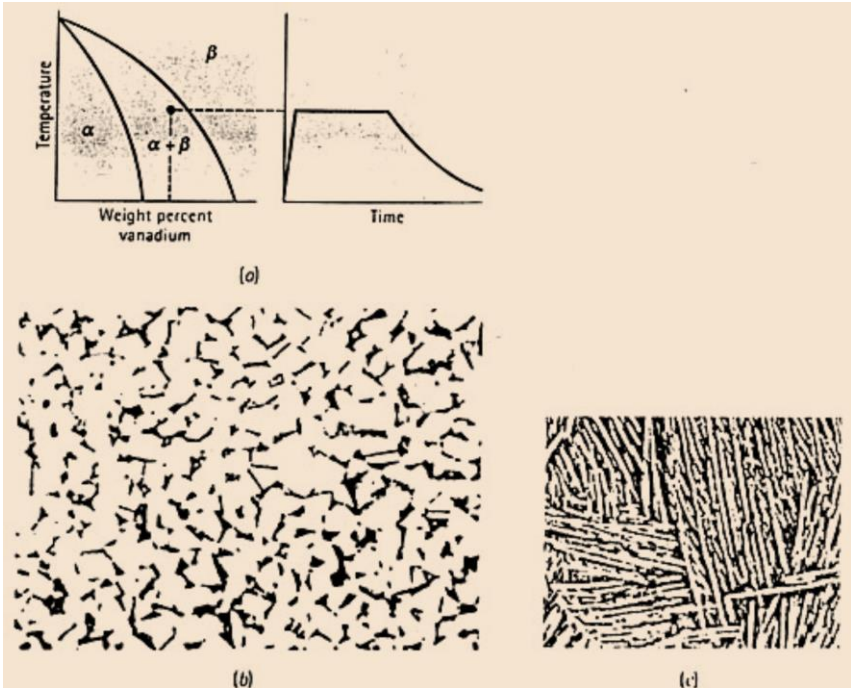 Temperature
β
α
α + β
Weight percent
vanadium
Time
(a)
(b)
(c)